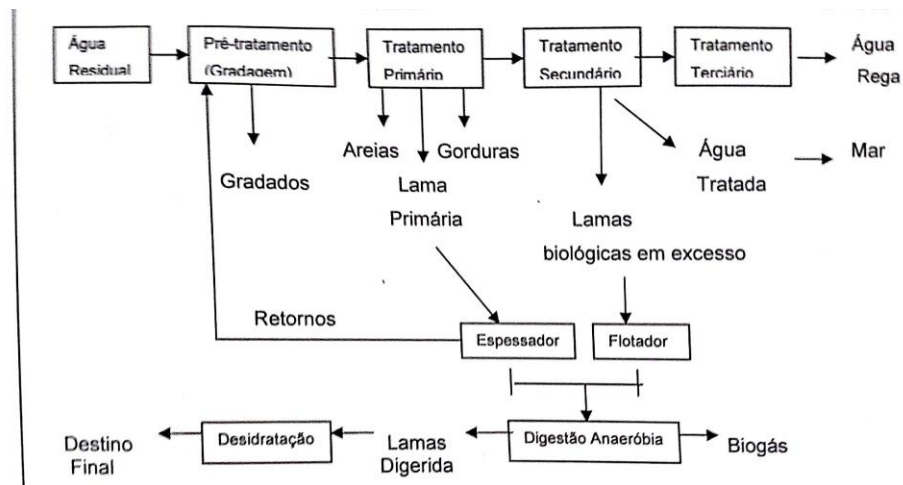 Água
Residual
Pré-tratamento
(Gradagem)
Tratamento
Primário
Tratamento
Secundário
Tratamento
Terciário
Água
Rega
Areias
Gorduras
Gradados
Lama
Primária
Água
Tratada
Mar
Lamas
biológicas em excesso
Retornos
Espessador
Flotador
Destino
Final
Desidratação
Lamas
Digerida
Digestão Anaeróbia
Biogás